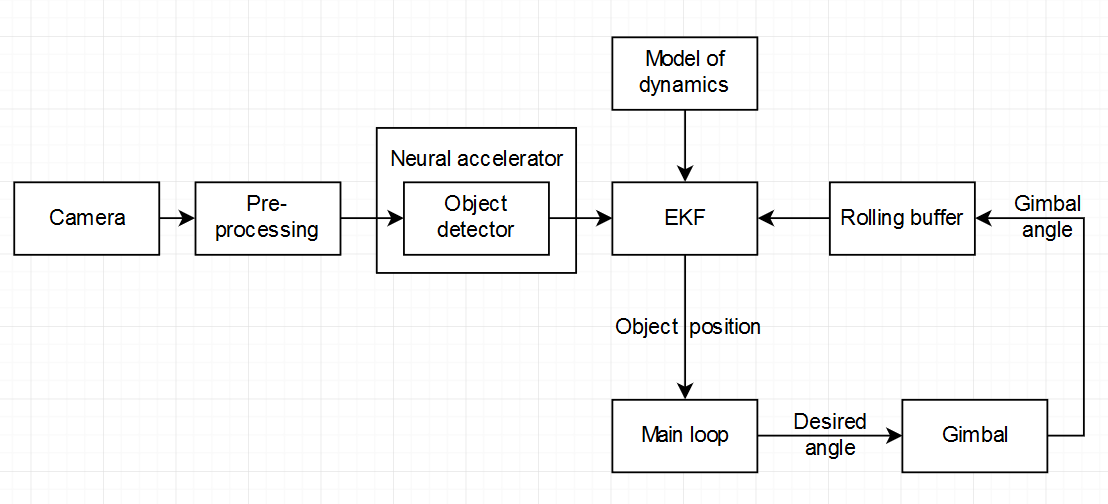 Model of
dynamics
Neural accelerator
Camera
Pre-
processing
Object
detector
EKF
Rolling buffer
Gimbal
angle
Object position
Main loop
Desired
angle
Gimbal